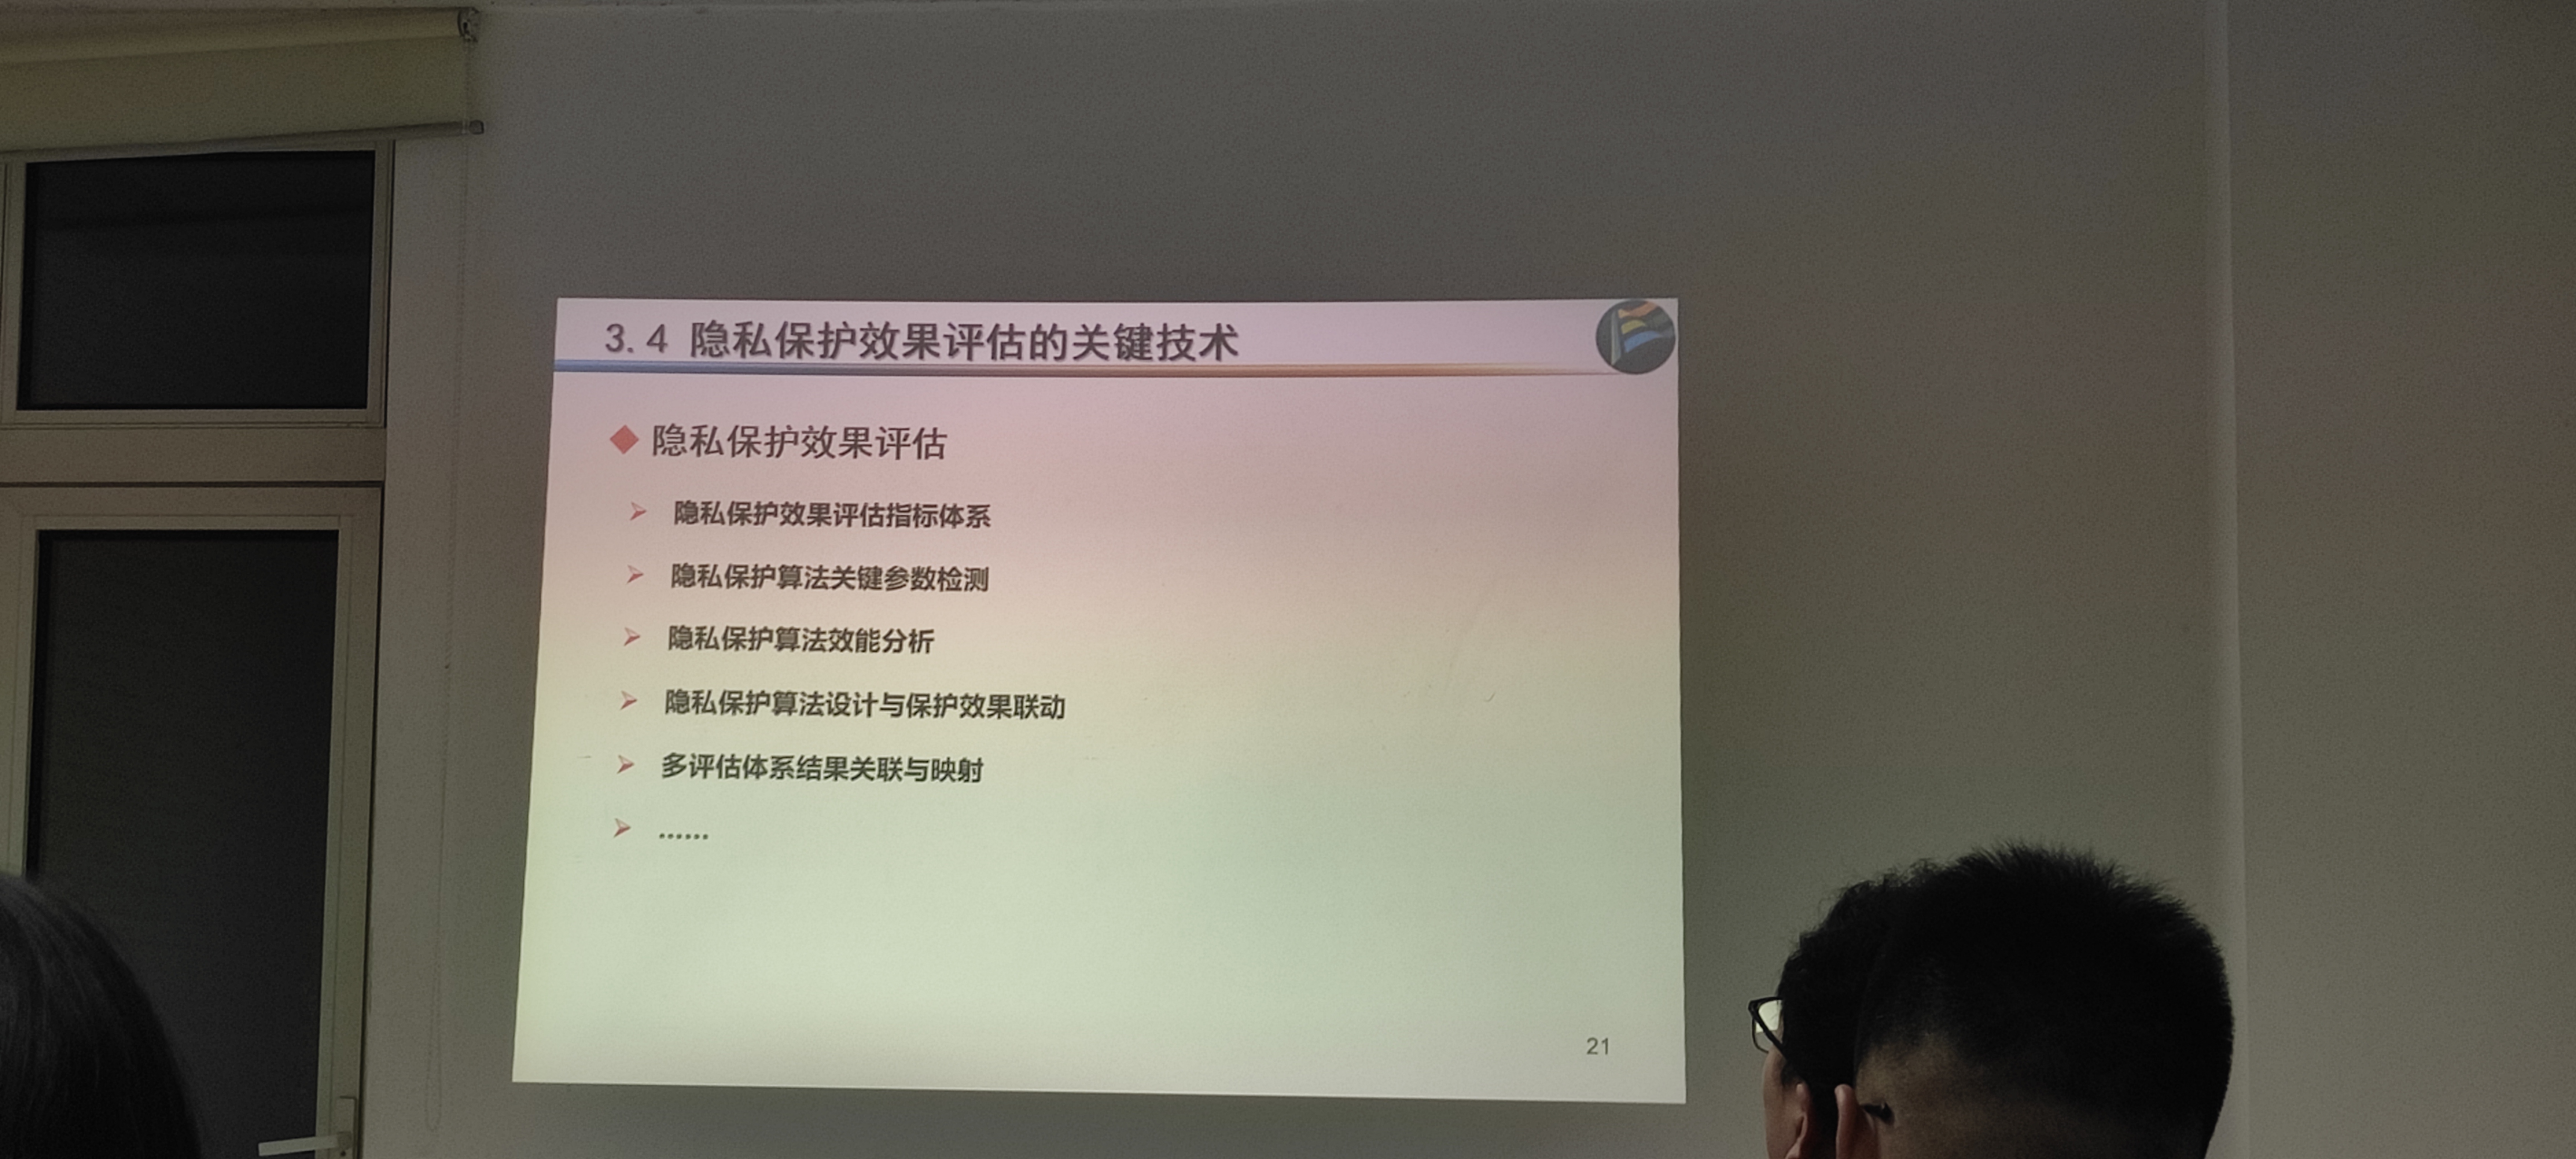 3.4 隐私保护效果评估的关键技术
隐私保护效果评估
隐私保护效果评估指标体系
隐私保护算法关键参数检测
隐私保护算法效能分析
隐私保护算法设计与保护效果联动
多评估体系结果关联与映射
......
21